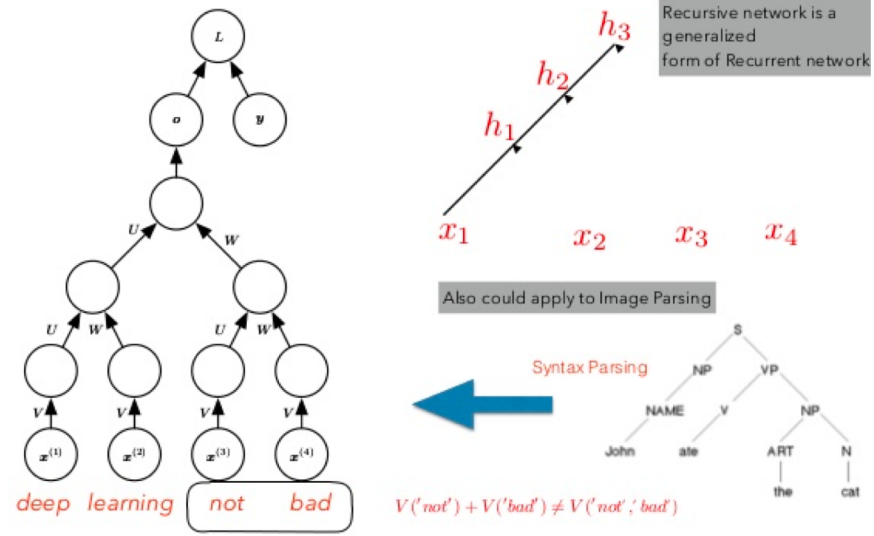 L
o
y
U
W
U
W
U
W
V
V
V
V
x(1)
x(2)
x(3)
x(4)
deep learning not bad
h3
h2
h1
x1 x2 x3 x4
Recursive network is a
generalized
form of Recurrent network
Also could apply to Image Parsing
Syntax Parsing
S
NP VP
NAME V NP
John ate ART N
the cat
V('not') + V('bad') ≠ V('not','bad')